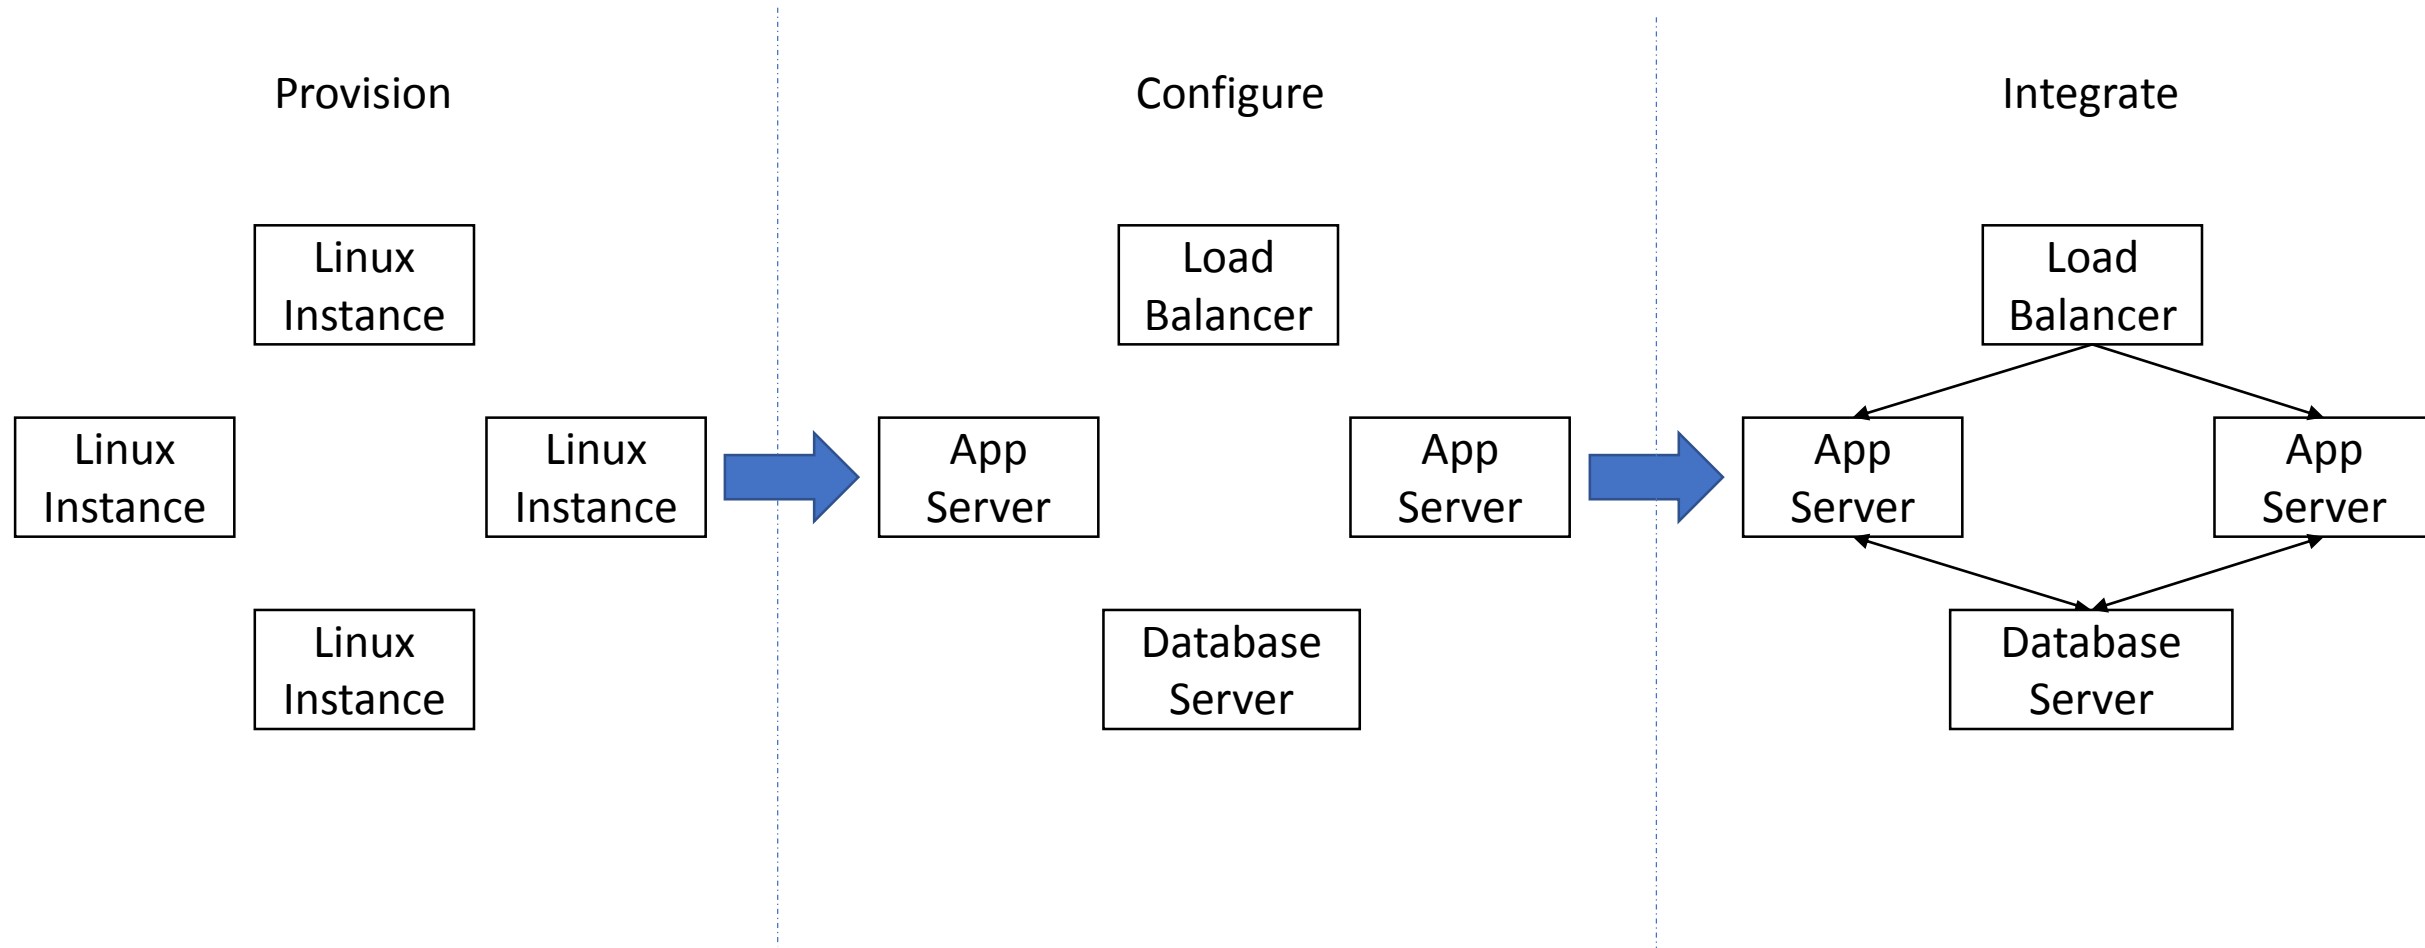 Provision
Configure
Integrate
Linux
Instance
Linux
Instance
Linux
Instance
Linux
Instance
Load
Balancer
App
Server
App
Server
Database
Server
Load
Balancer
App
Server
App
Server
Database
Server